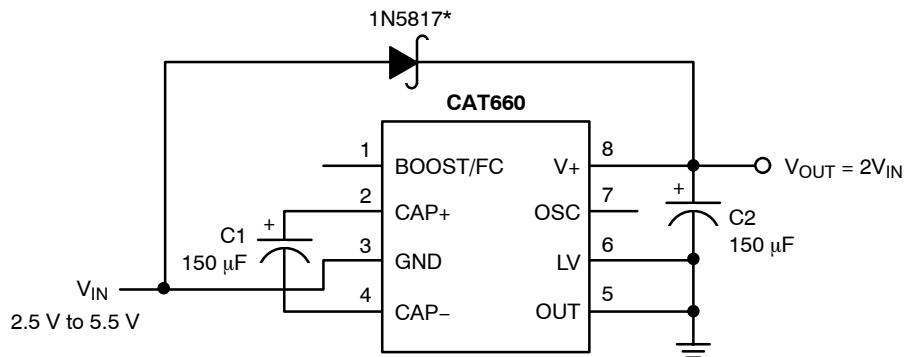 1N5817*
CAT660
1
BOOST/FC
V+
8
VOUT = 2VIN
2
CAP+
OSC
7
+
C1
150 µF
+
C2
150 µF
3
GND
LV
6
VIN
2.5 V to 5.5 V
4
CAP−
OUT
5